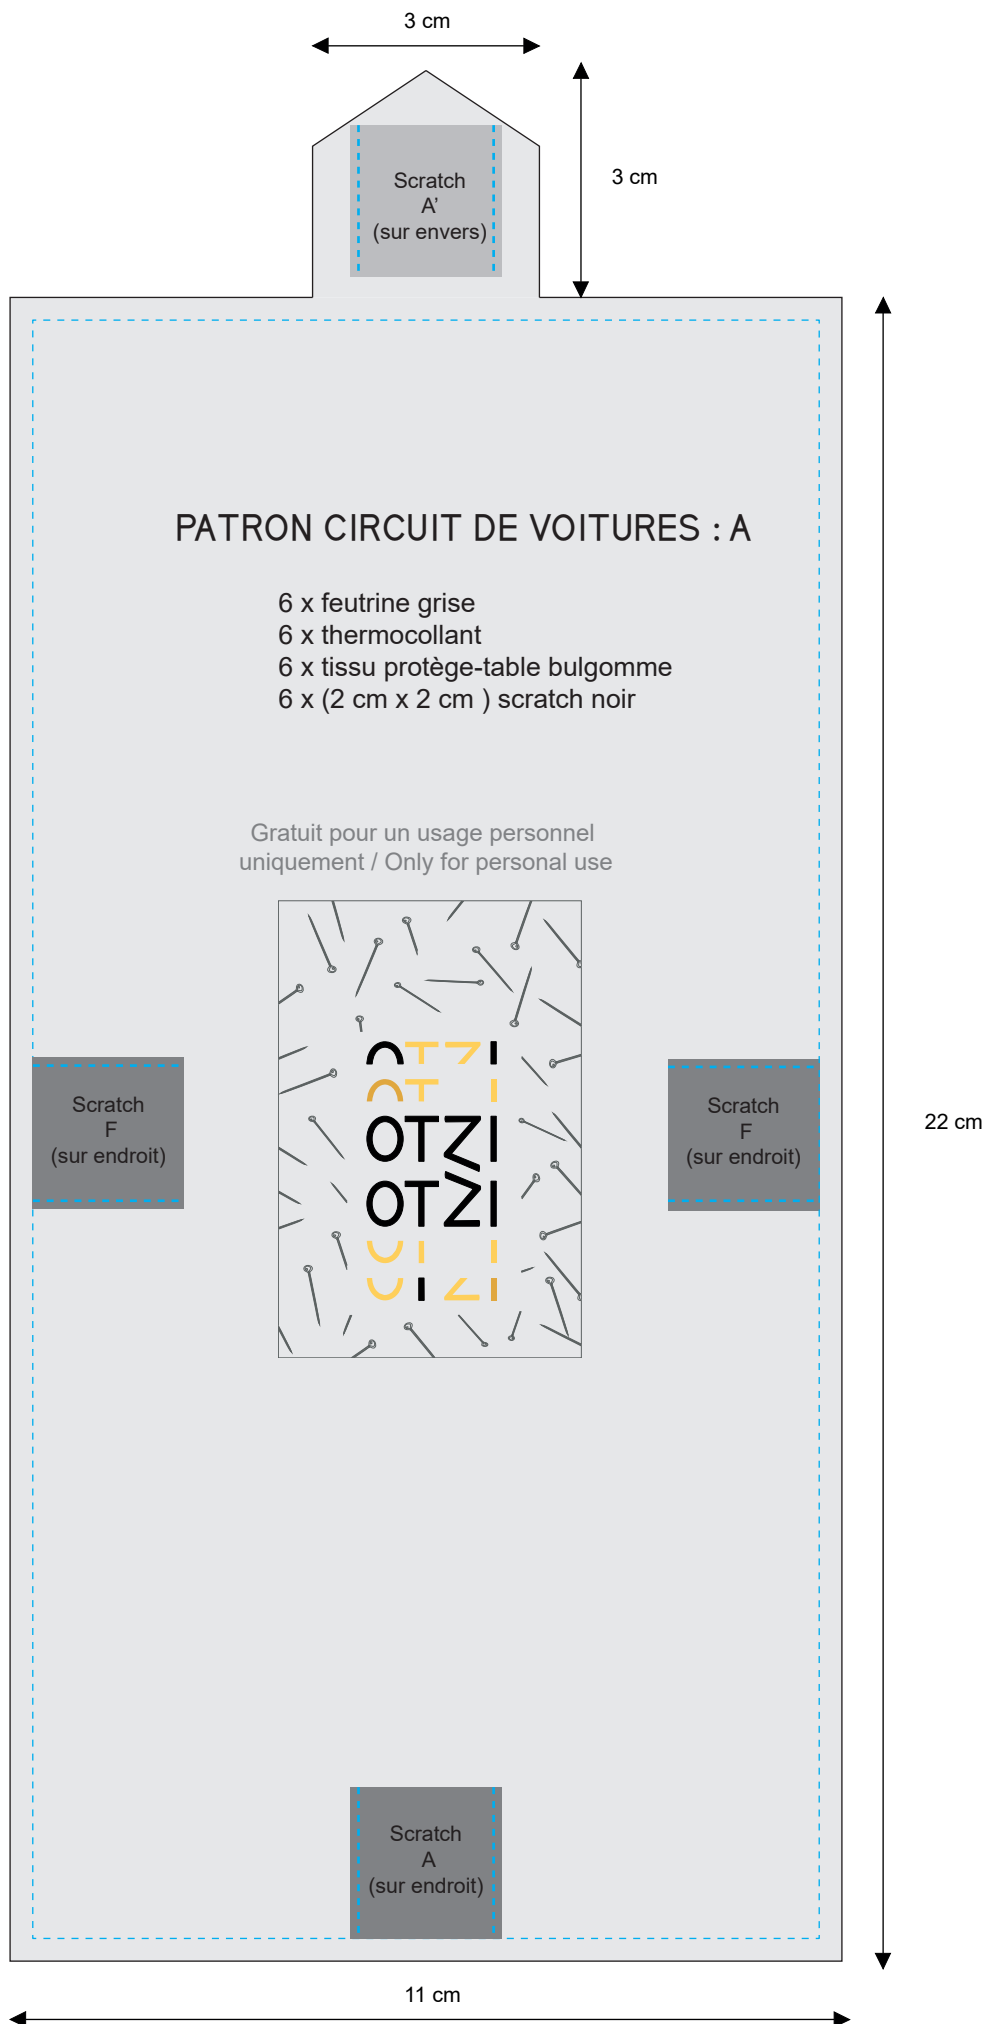 3 cm
3 cm
Scratch
A’
(sur envers)
PATRON CIRCUIT DE VOITURES : A
6 x feutrine grise
6 x thermocollant
6 x tissu protège-table bulgomme
6 x (2 cm x 2 cm ) scratch noir
Gratuit pour un usage personnel
uniquement / Only for personal use
OTZI
OTZI
Scratch
F
(sur endroit)
Scratch
F
(sur endroit)
22 cm
Scratch
A
(sur endroit)
11 cm